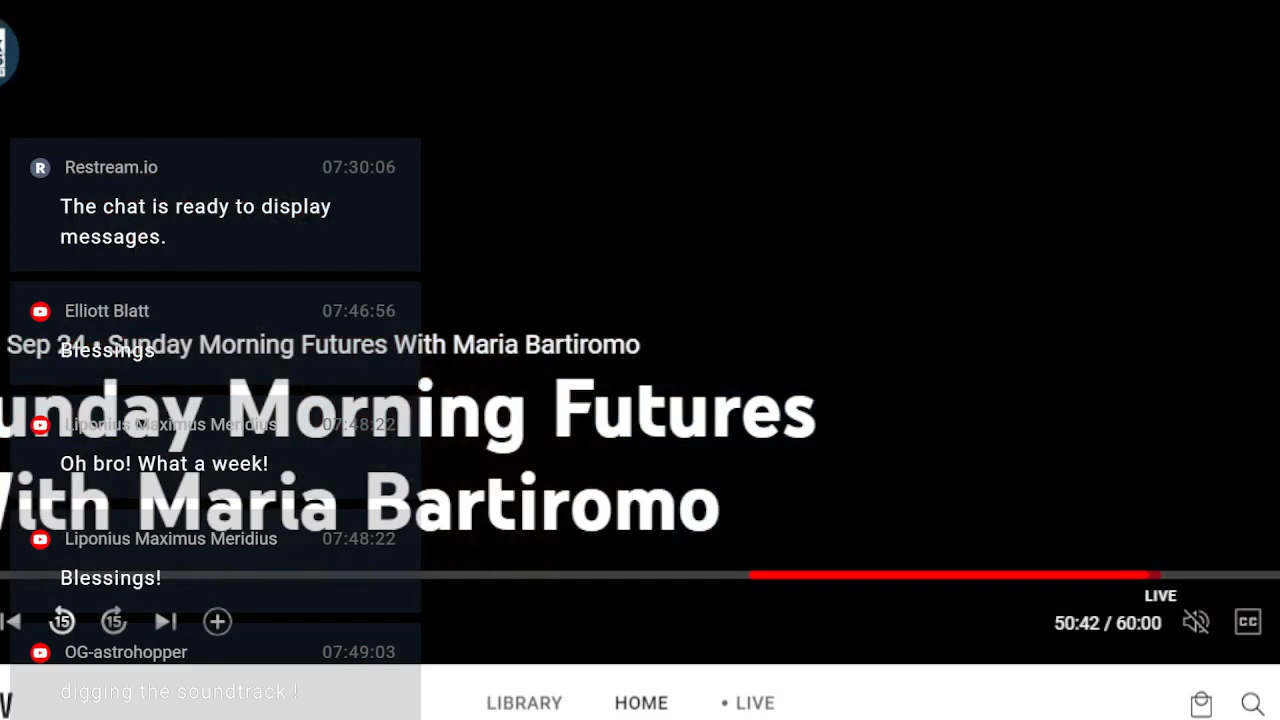 Restream.io 07:30:06
The chat is ready to display
messages.
Elliott Blatt 07:46:56
Sep 24 • Sunday Morning Futures With Maria Bartiromo
Blessings
unday Morning Futures
Liponius Maximus Meridius 07:48:22
Oh bro! What a week!
With Maria Bartiromo
Liponius Maximus Meridius 07:48:22
Blessings!
LIVE
15 15 50:42 / 60:00 CC
OG-astrohopper 07:49:03
digging the soundtrack !
LIBRARY HOME • LIVE